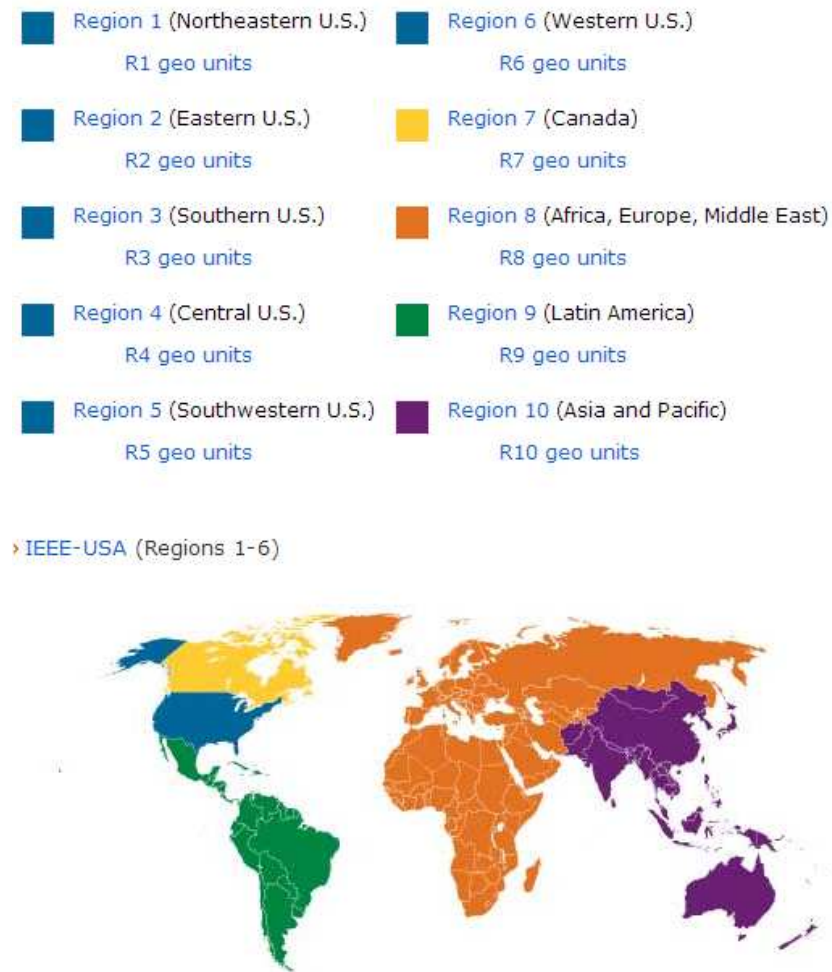 Region 1 (Northeastern U.S.)
R1 geo units
Region 2 (Eastern U.S.)
R2 geo units
Region 3 (Southern U.S.)
R3 geo units
Region 4 (Central U.S.)
R4 geo units
Region 5 (Southwestern U.S.)
R5 geo units
Region 6 (Western U.S.)
R6 geo units
Region 7 (Canada)
R7 geo units
Region 8 (Africa, Europe, Middle East)
R8 geo units
Region 9 (Latin America)
R9 geo units
Region 10 (Asia and Pacific)
R10 geo units
› IEEE-USA (Regions 1-6)